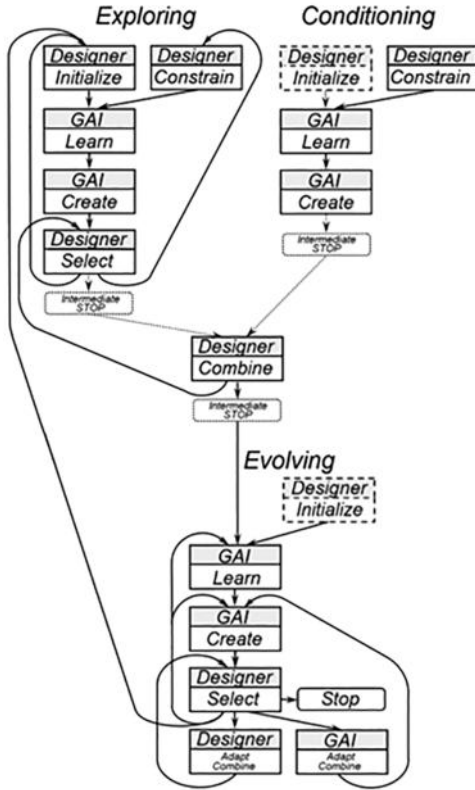 Exploring
Designer
Initialize
Designer
Constrain
GAI
Learn
GAI
Create
Designer
Select
Intermediate
STOP
Conditioning
Designer
Initialize
Designer
Constrain
GAI
Learn
GAI
Create
Intermediate
STOP
Designer
Combine
Intermediate
STOP
Evolving
Designer
Initialize
GAI
Learn
GAI
Create
Designer
Select
Stop
Designer
Adapt
Combine
GAI
Adapt
Combine